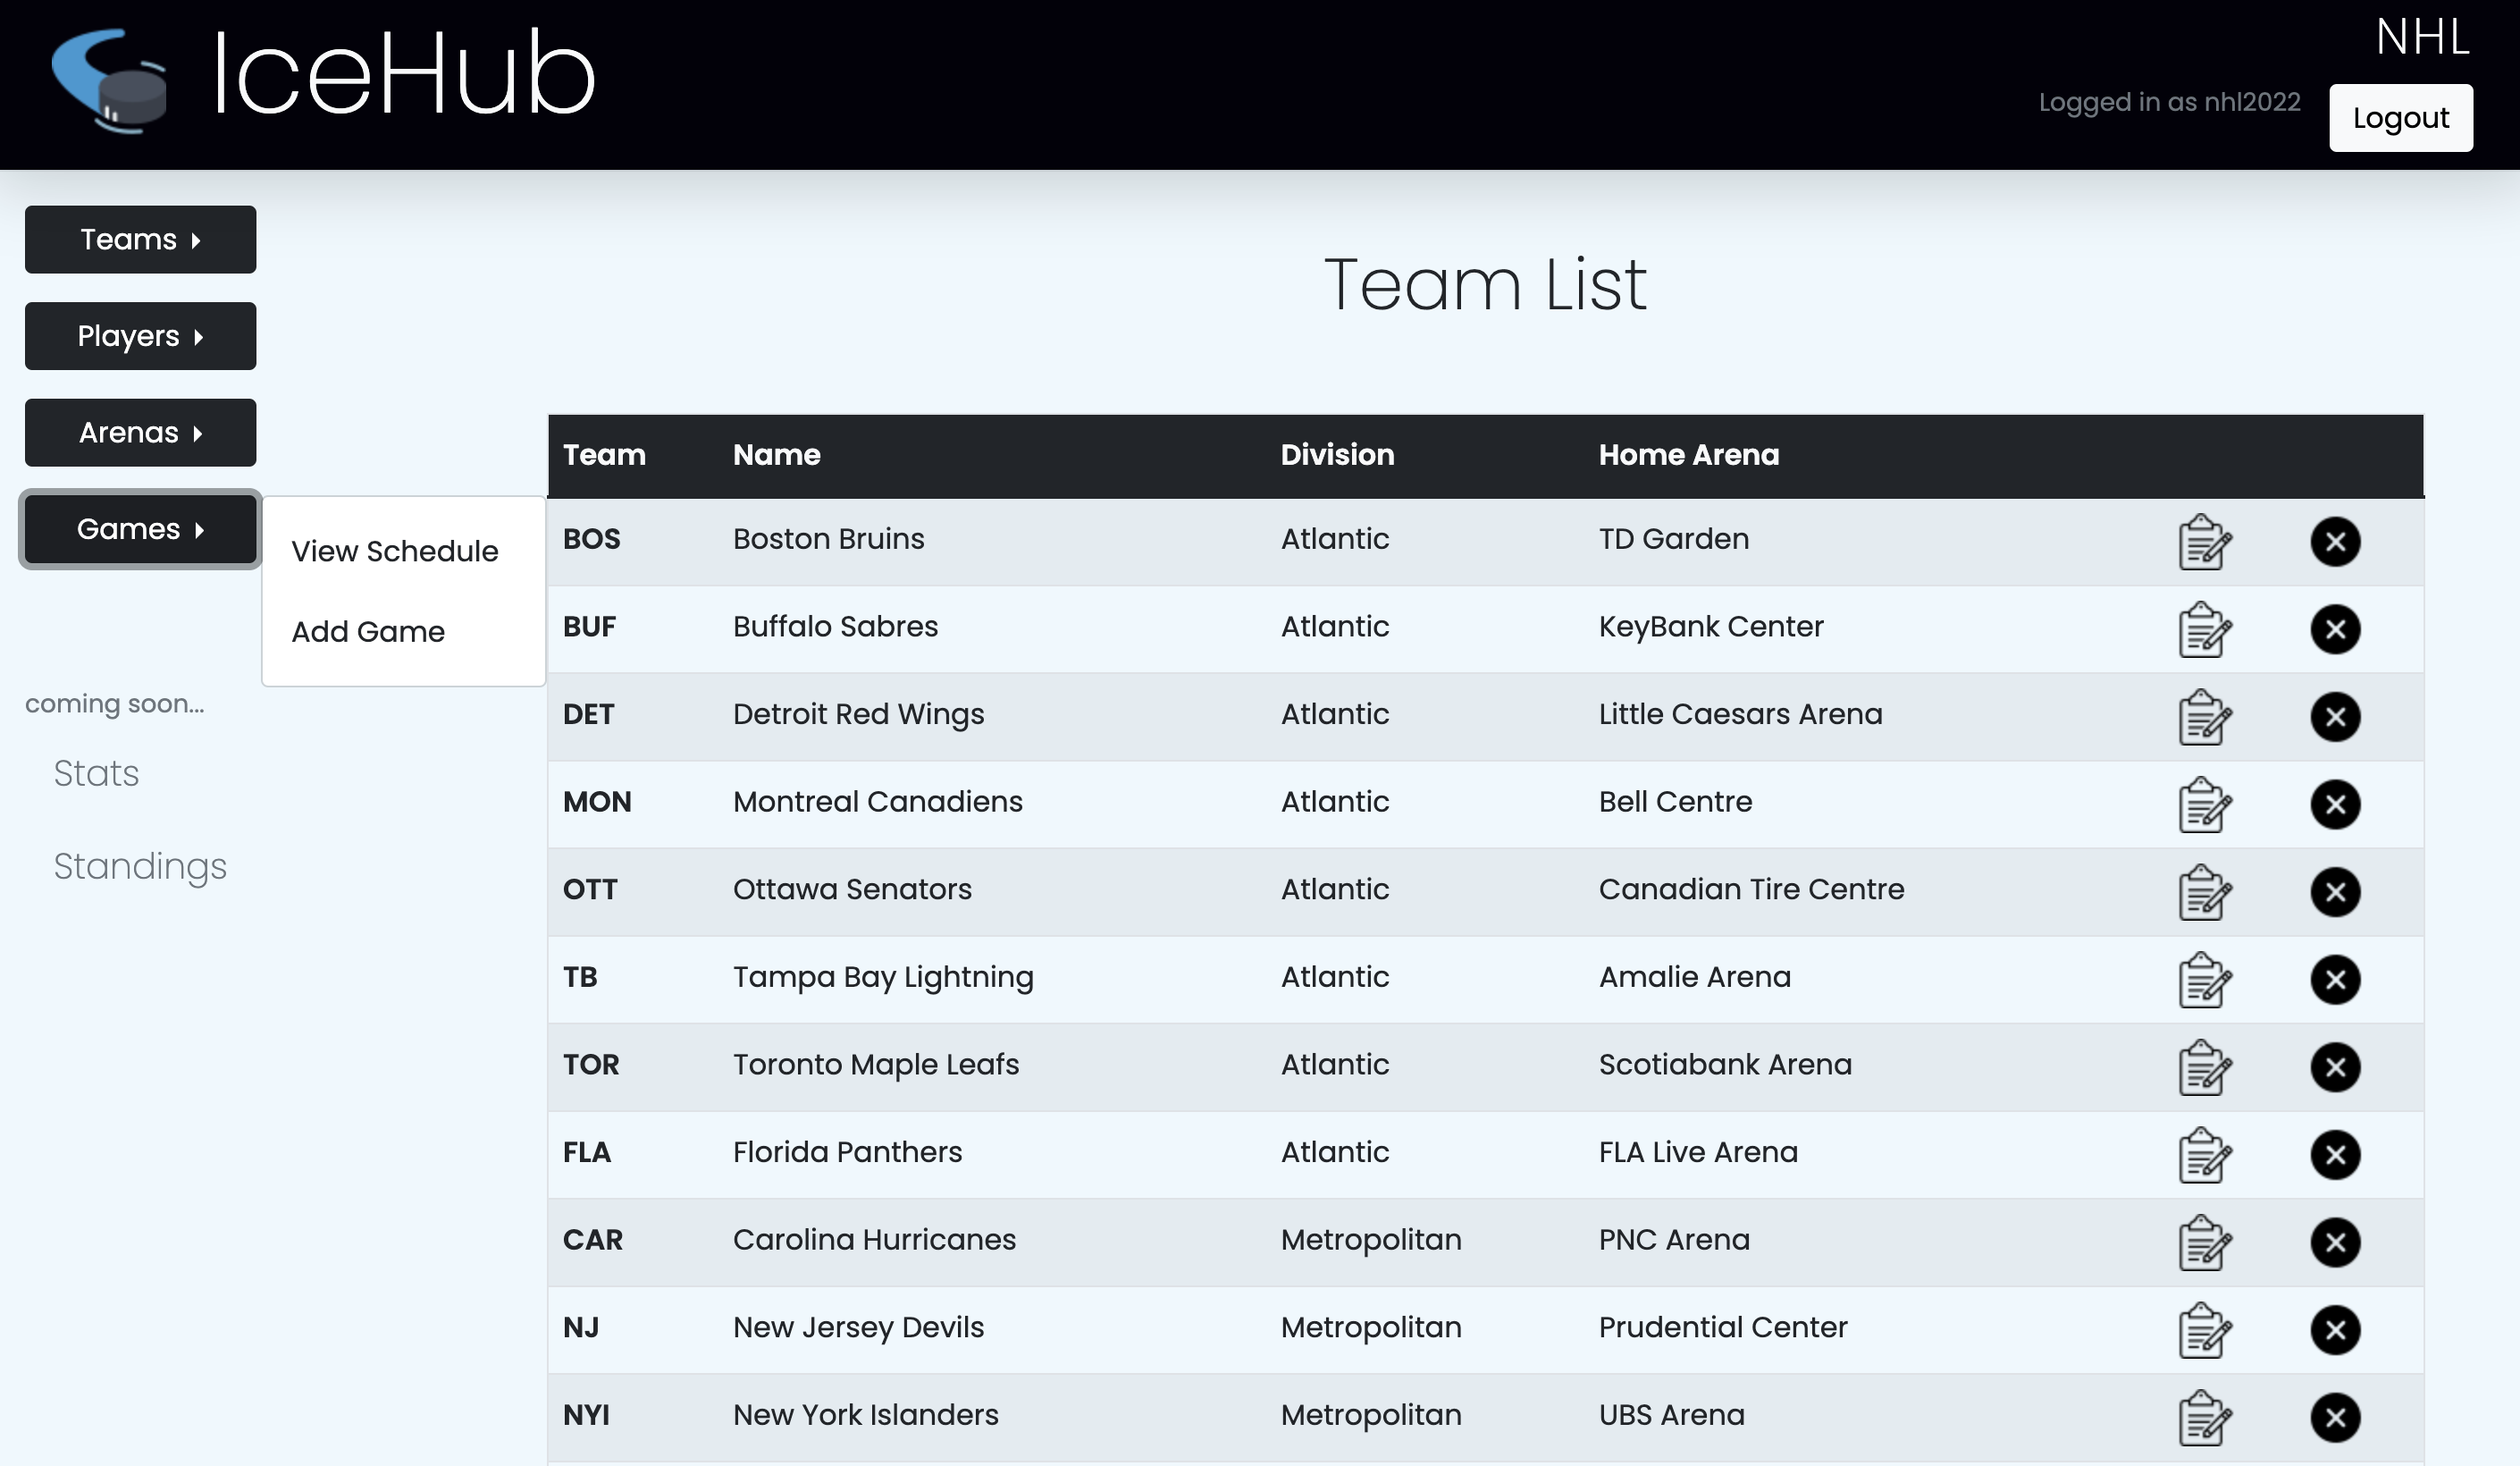 IceHub
NHL
Logged in as nhl2022
Logout
Teams
Players
Arenas
Games
View Schedule
Add Game
coming soon...
Stats
Standings
Team List
Team Name Division Home Arena
BOS Boston Bruins Atlantic TD Garden
BUF Buffalo Sabres Atlantic KeyBank Center
DET Detroit Red Wings Atlantic Little Caesars Arena
MON Montreal Canadiens Atlantic Bell Centre
OTT Ottawa Senators Atlantic Canadian Tire Centre
TB Tampa Bay Lightning Atlantic Amalie Arena
TOR Toronto Maple Leafs Atlantic Scotiabank Arena
FLA Florida Panthers Atlantic FLA Live Arena
CAR Carolina Hurricanes Metropolitan PNC Arena
NJ New Jersey Devils Metropolitan Prudential Center
NYI New York Islanders Metropolitan UBS Arena